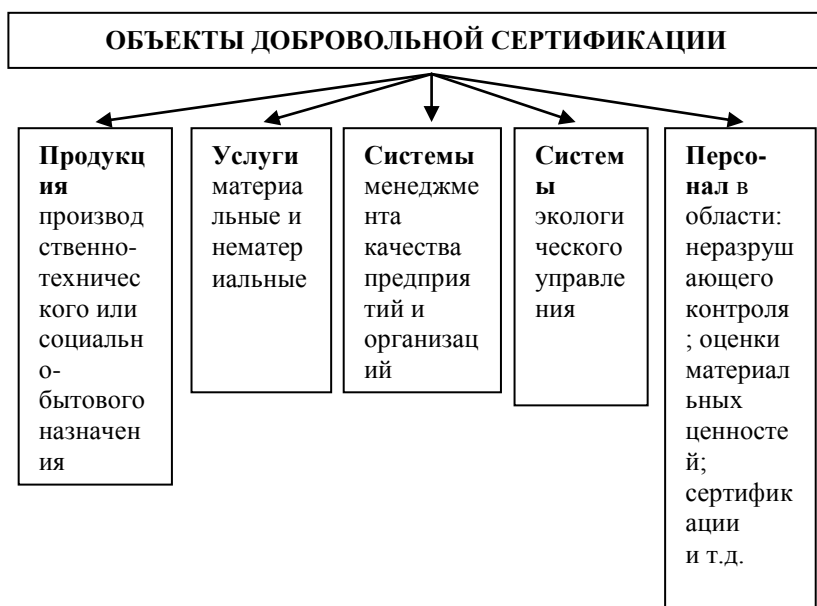 ОБЪЕКТЫ ДОБРОВОЛЬНОЙ СЕРТИФИКАЦИИ
Продукц
ия
производ
ственно-
техничес
кого или
социальн
о-
бытового
назначен
ия
Услуги
материа
льные и
нематер
иальные
Системы
менеджме
нта
качества
предприя
тий и
организац
ий
Систем
ы
эколог
ического
управле
ния
Персо-
нал в
области:
неразруш
ающего
контроля
; оценки
материал
ьных
ценносте
й;
сертифик
ации
и т.д.